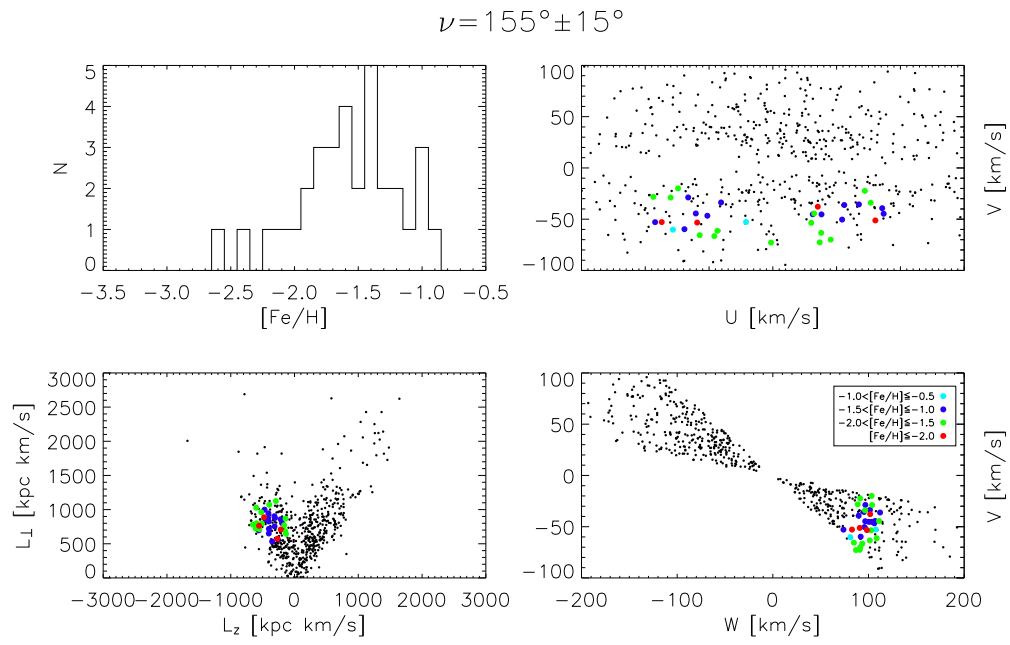 ν=155°±15°
5
4
3
2
1
0
N
-3.5 -3.0 -2.5 -2.0 -1.5 -1.0 -0.5
[Fe/H]
100
50
0
-50
-100
V [km/s]
U [km/s]
3000
2500
2000
1500
1000
500
0
L⊥ [kpc km/s]
-3000 -2000 -1000 0 1000 2000 3000
Lz [kpc km/s]
100
50
0
-50
-100
V [km/s]
-1.0<[Fe/H]≤-0.5
-1.5<[Fe/H]≤-1.0
-2.0<[Fe/H]≤-1.5
[Fe/H]≤-2.0
-200 -100 0 100 200
W [km/s]